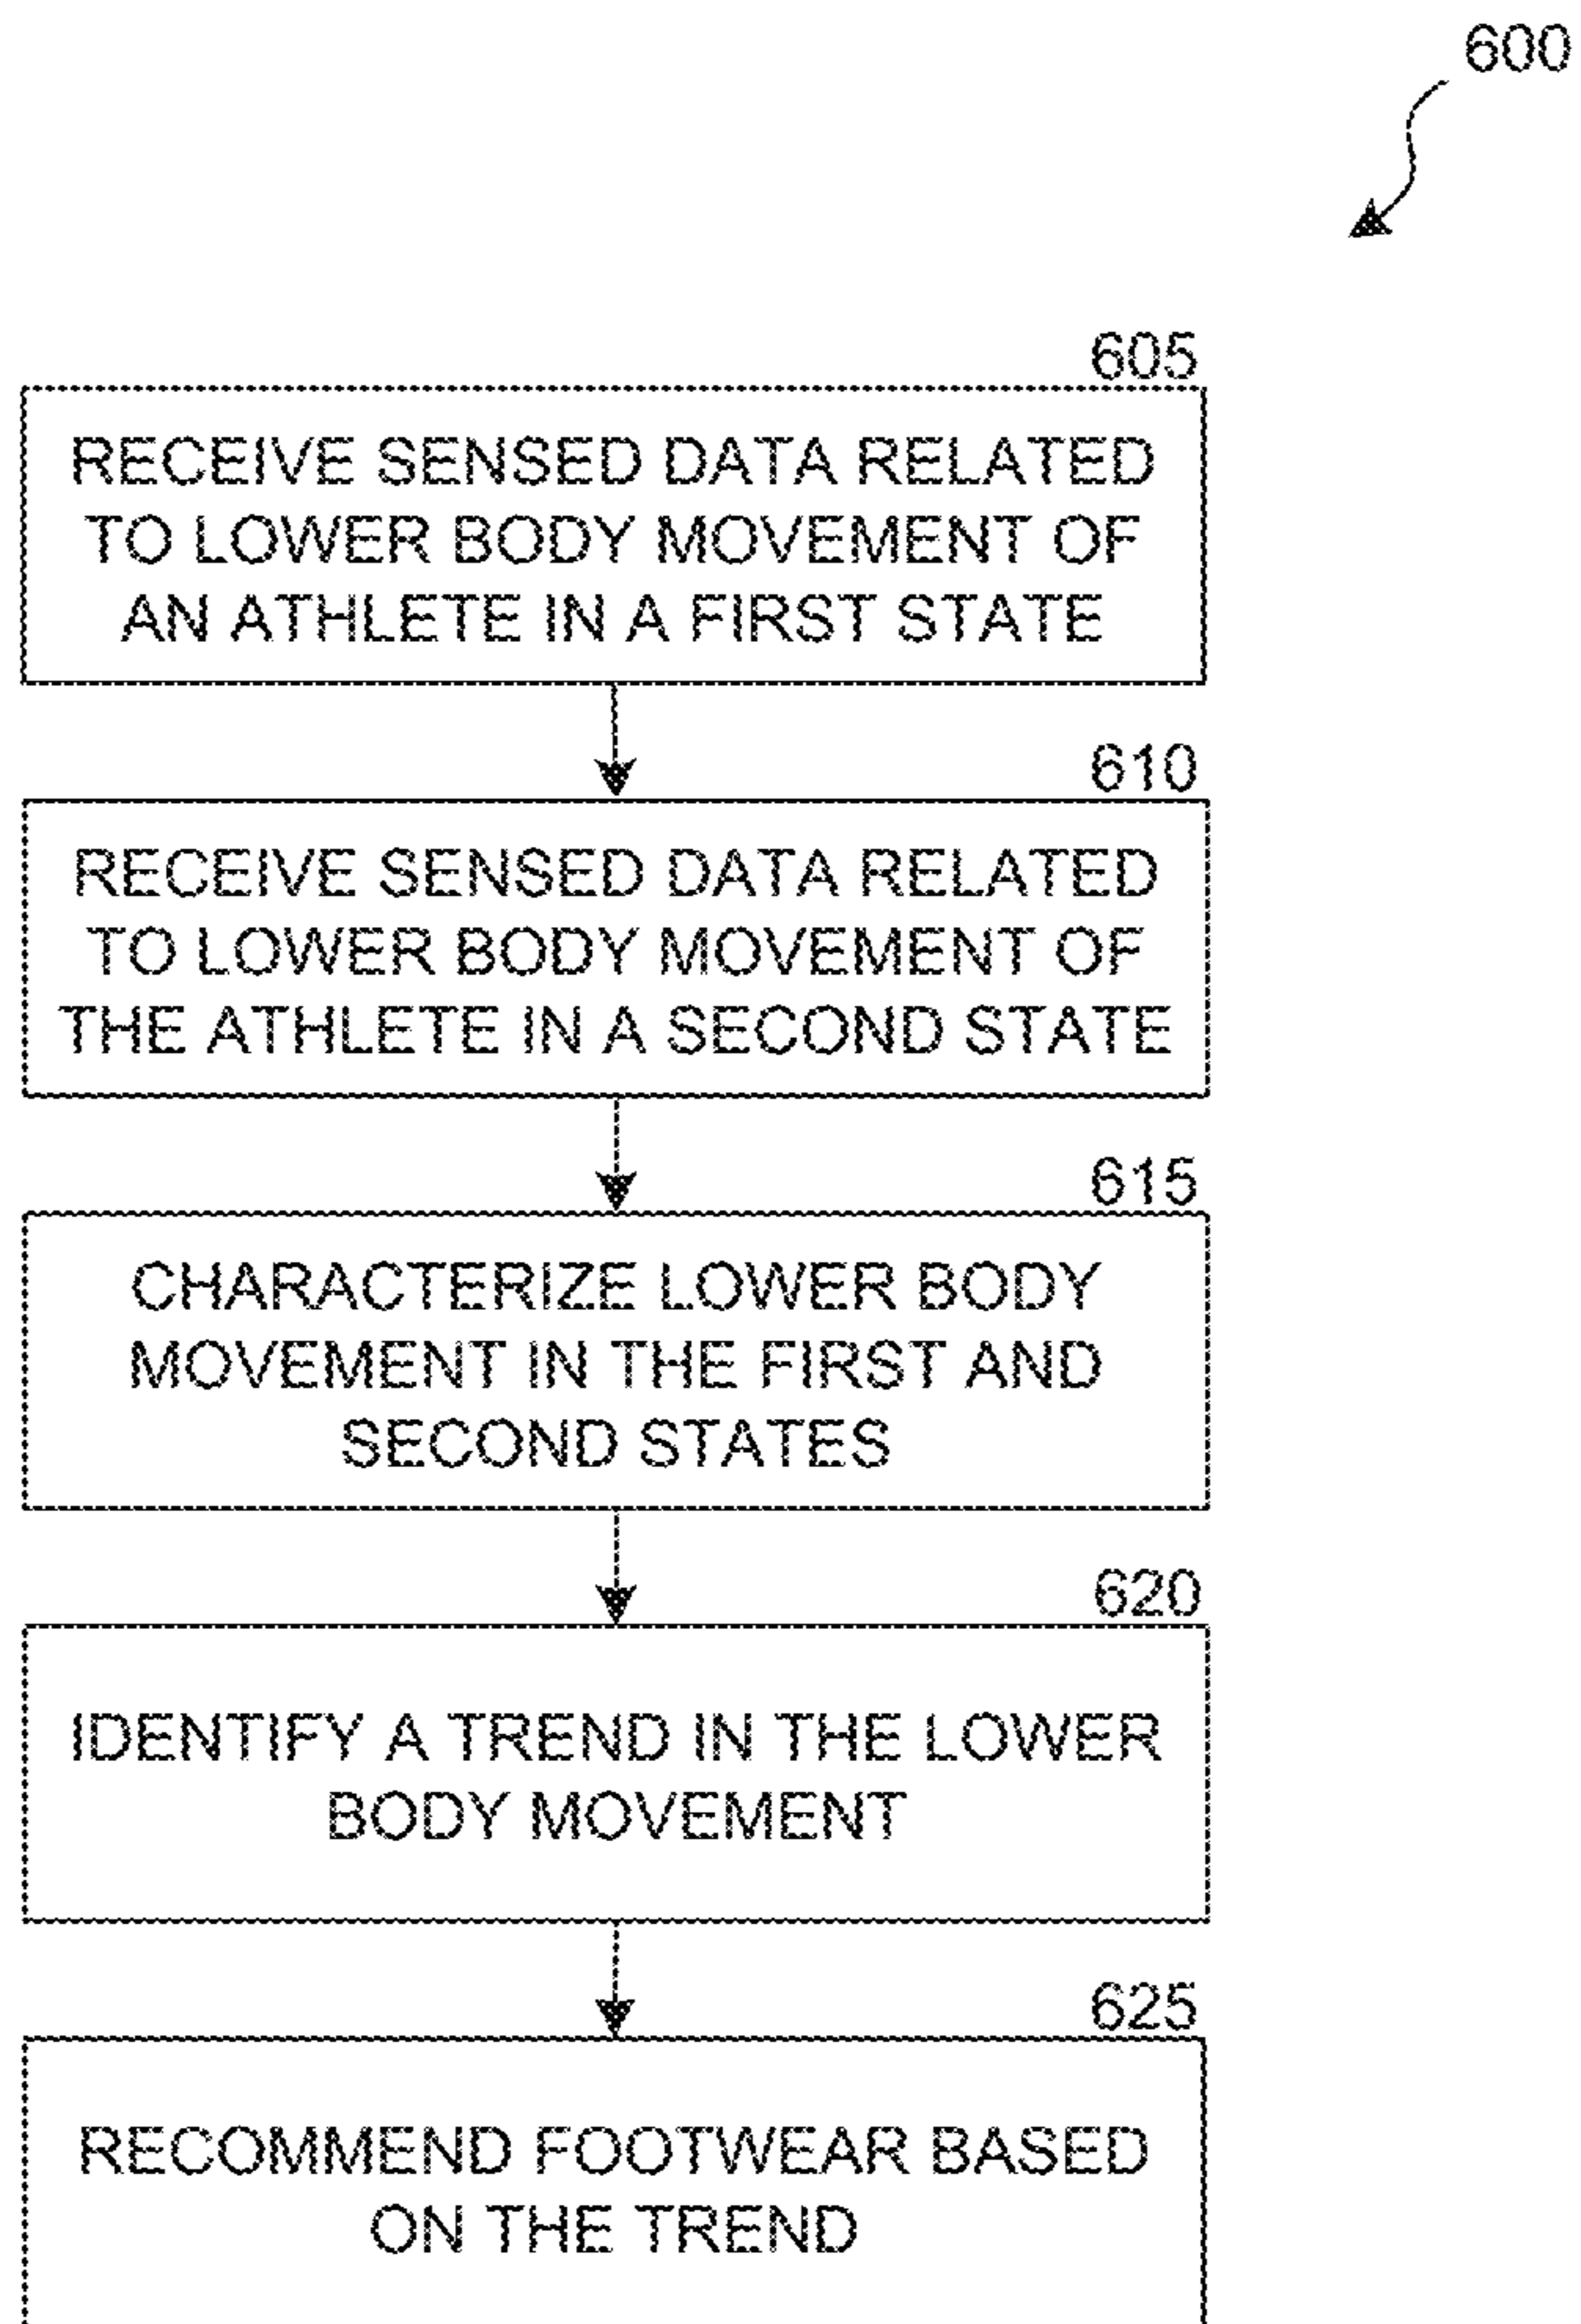 600
605
RECEIVE SENSED DATA RELATED
TO LOWER BODY MOVEMENT OF
AN ATHLETE IN A FIRST STATE
610
RECEIVE SENSED DATA RELATED
TO LOWER BODY MOVEMENT OF
THE ATHLETE IN A SECOND STATE
615
CHARACTERIZE LOWER BODY
MOVEMENT IN THE FIRST AND
SECOND STATES
620
IDENTIFY A TREND IN THE LOWER
BODY MOVEMENT
625
RECOMMEND FOOTWEAR BASED
ON THE TREND